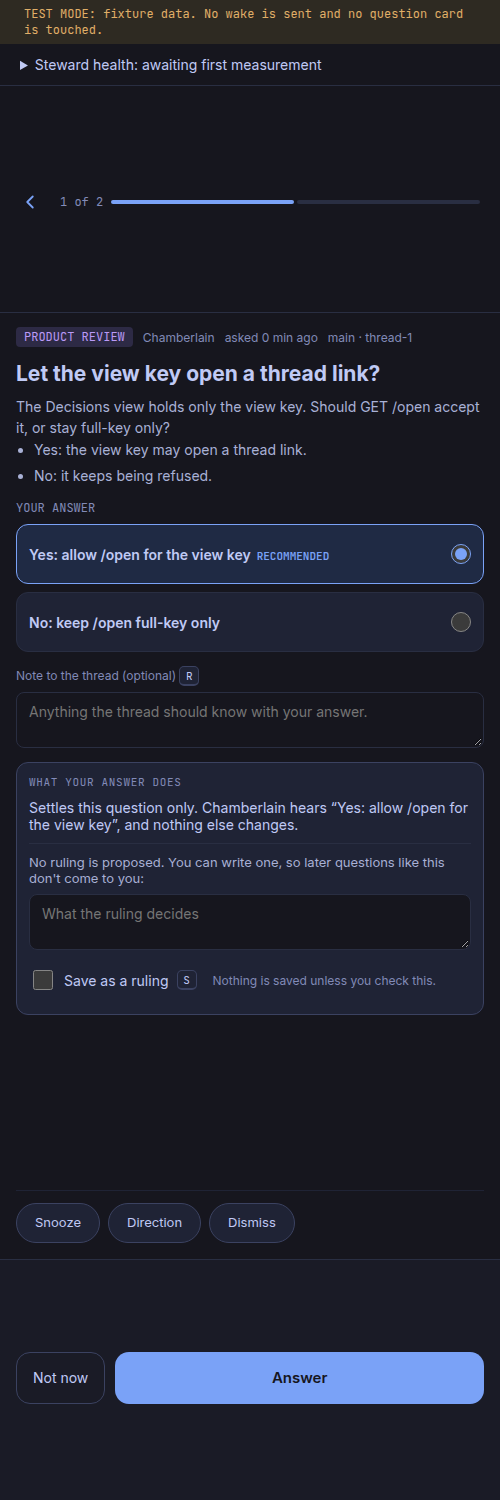 TEST MODE: fixture data. No wake is sent and no question card
is touched.
Steward health: awaiting first measurement
1 of 2
PRODUCT REVIEW Chamberlain asked 0 min ago main · thread-1
Let the view key open a thread link?
The Decisions view holds only the view key. Should GET /open accept
it, or stay full-key only?
• Yes: the view key may open a thread link.
• No: it keeps being refused.
YOUR ANSWER
Yes: allow /open for the view key RECOMMENDED
No: keep /open full-key only
Note to the thread (optional) R
Anything the thread should know with your answer.
WHAT YOUR ANSWER DOES
Settles this question only. Chamberlain hears “Yes: allow /open for
the view key”, and nothing else changes.
No ruling is proposed. You can write one, so later questions like this
don't come to you:
What the ruling decides
Save as a ruling S Nothing is saved unless you check this.
Snooze Direction Dismiss
Not now Answer